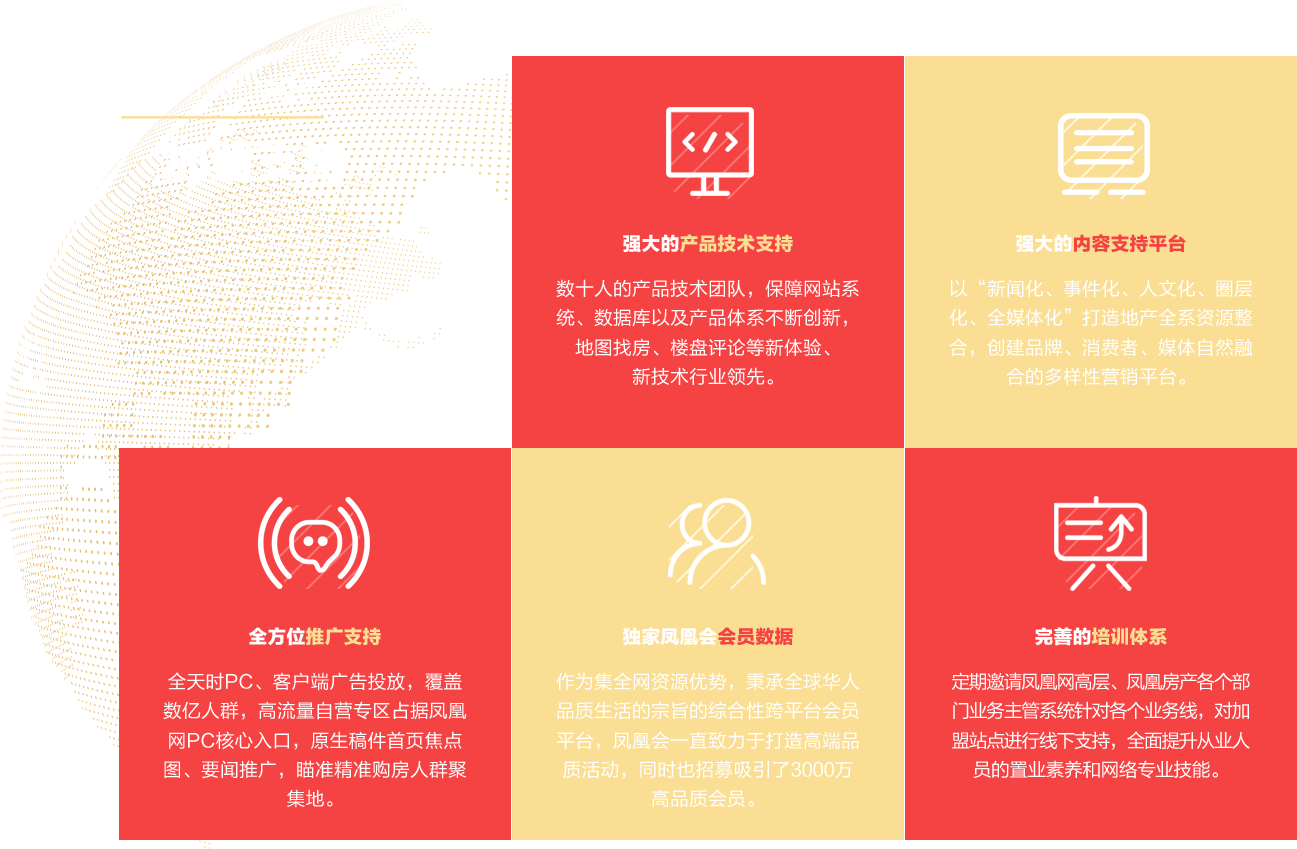 强大的产品技术支持
数十人的产品技术团队，保障网站系
统、数据库以及产品体系不断创新，
地图找房、楼盘评论等新体验、
新技术行业领先。
强大的内容支持平台
以“新闻化、事件化、人文化、圈层
化、全媒体化”打造地产全系资源整
合，创建品牌、消费者、媒体自然融
合的多样性营销平台。
全方位推广支持
全天时PC、客户端广告投放，覆盖
数亿人群，高流量自营专区占据凤凰
网PC核心入口，原生稿件首页焦点
图、要闻推广，瞄准精准购房人群聚
集地。
独家凤凰会会员数据
作为集全网资源优势，秉承全球华人
品质生活的宗旨的综合性跨平台会员
平台，凤凰会一直致力于打造高端品
质活动，同时也招募吸引了3000万
高品质会员。
完善的培训体系
定期邀请凤凰网高层、凤凰房产各个部
门业务主管系统针对各个业务线，对加
盟站点进行线下支持，全面提升从业人
员的置业素养和网络专业技能。